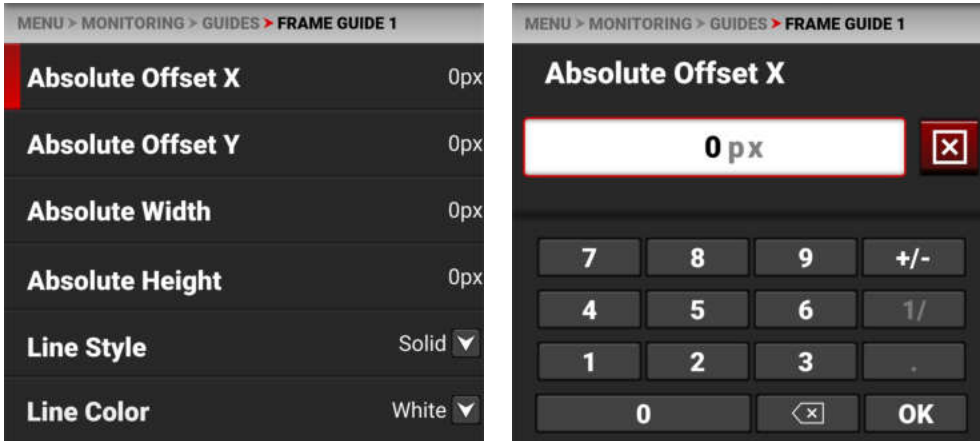 MENU > MONITORING > GUIDES > FRAME GUIDE 1
Absolute Offset X 0px
Absolute Offset Y 0px
Absolute Width 0px
Absolute Height 0px
Line Style Solid
Line Color White
MENU > MONITORING > GUIDES > FRAME GUIDE 1
Absolute Offset X
0 px
7 8 9 +/-
4 5 6 1/
1 2 3 .
0 OK